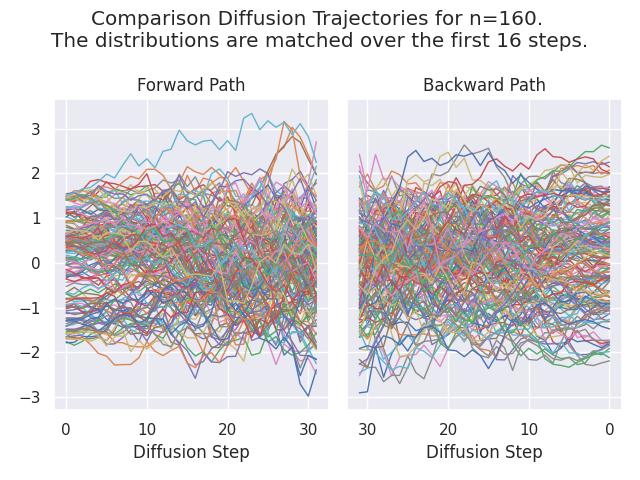 Comparison Diffusion Trajectories for n=160.
The distributions are matched over the first 16 steps.
Forward Path
Backward Path
3
2
1
0
−1
−2
−3
0 10 20 30
30 20 10 0
Diffusion Step
Diffusion Step